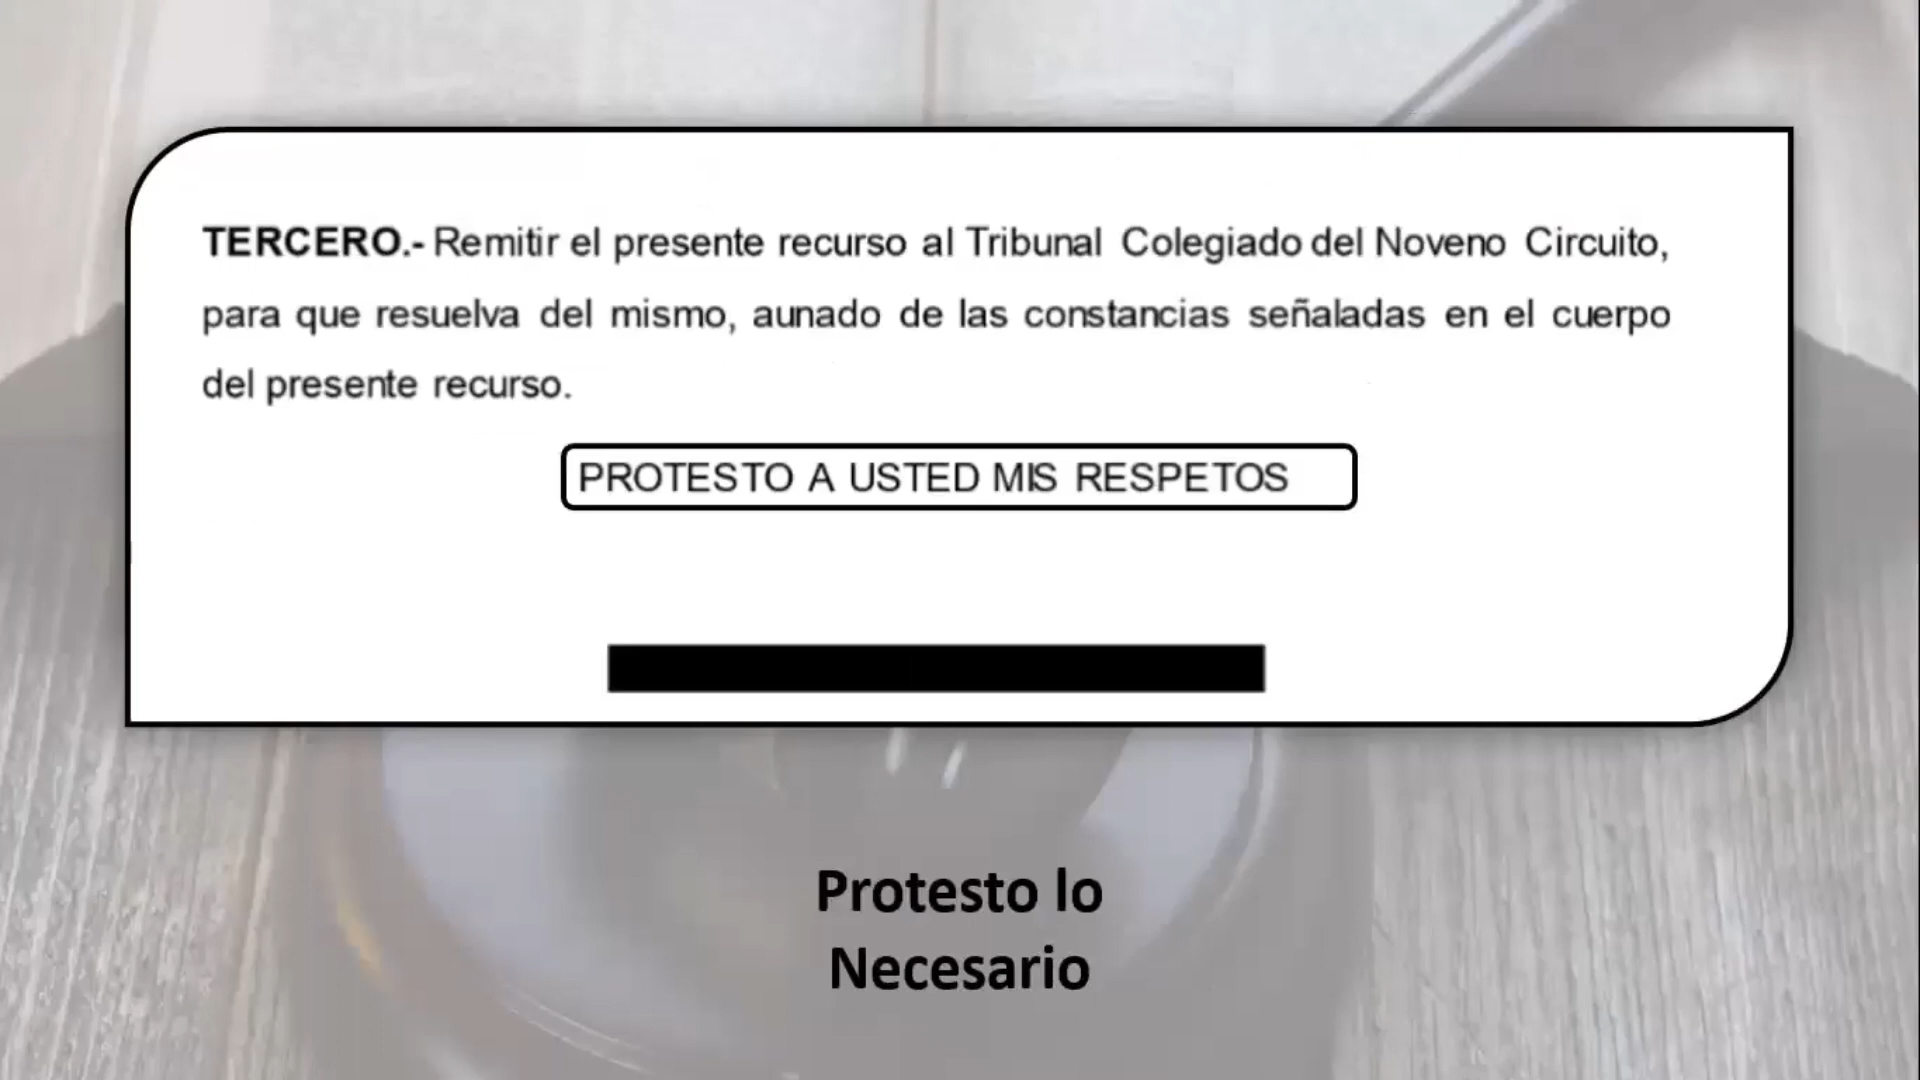 TERCERO.- Remitir el presente recurso al Tribunal Colegiado del Noveno Circuito,
para que resuelva del mismo, aunado de las constancias señaladas en el cuerpo
del presente recurso.
PROTESTO A USTED MIS RESPETOS
Protesto lo
Necesario